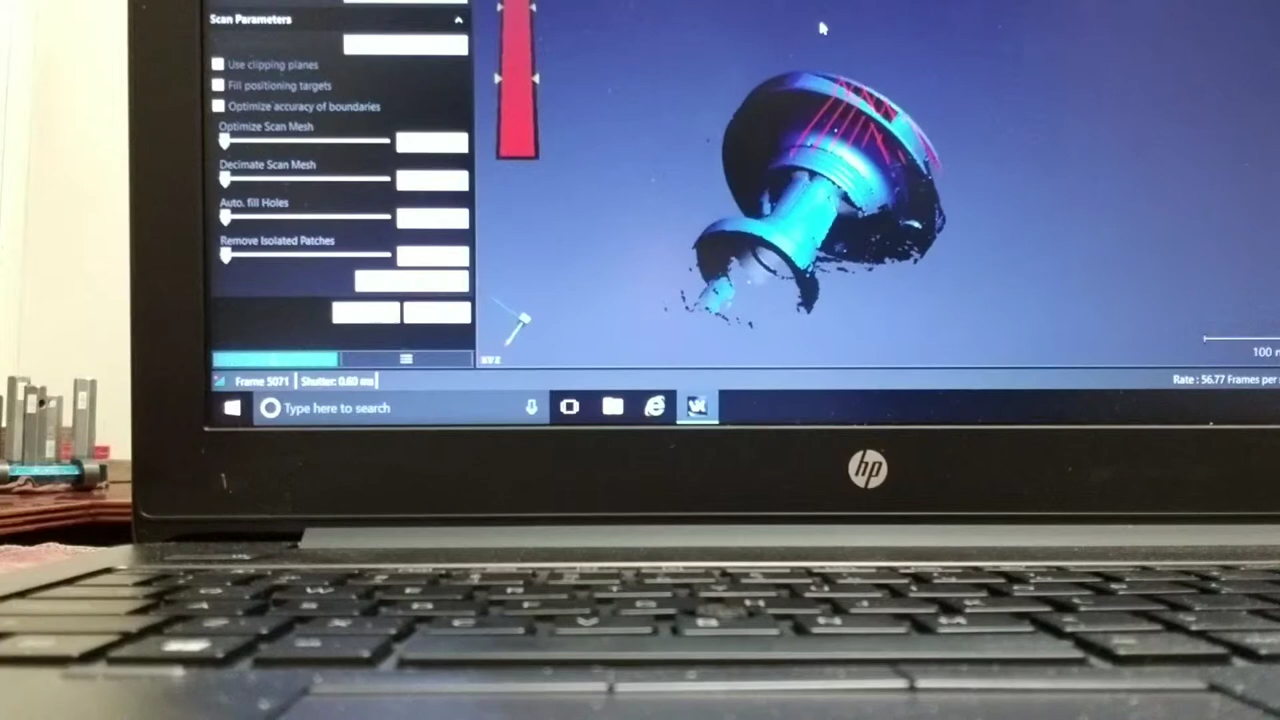 Scan Parameters
Use clipping planes
Fill positioning targets
Optimize accuracy of boundaries
Optimize Scan Mesh
Decimate Scan Mesh
Auto. fill Holes
Remove Isolated Patches
XYZ
100
Frame 5071 Shutter: 0.60 ms
Rate : 56.77 Frames per
Type here to search
hp
C V B N M